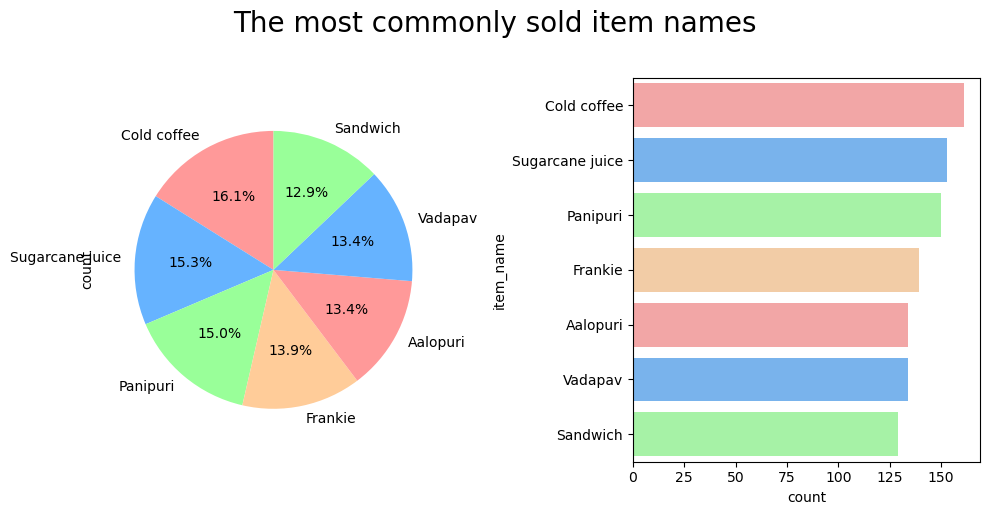 The most commonly sold item names
Cold coffee
Sandwich
16.1%
12.9%
Vadapav
13.4%
Sugarcane juice
count
15.3%
13.4%
Aalopuri
15.0%
13.9%
Panipuri
Frankie
item_name
Cold coffee
Sugarcane juice
Panipuri
Frankie
Aalopuri
Vadapav
Sandwich
0 25 50 75 100 125 150
count